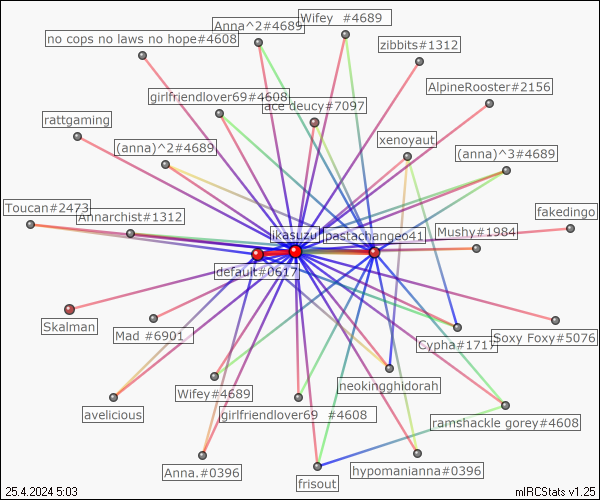 Wifey  #4689
Anna^2#4689
no cops no laws no hope#4608
zibbits#1312
AlpineRooster#2156
girlfriendlover69#4608
ace deucy#7097
rattgaming
xenoyaut
(anna)^2#4689
(anna)^3#4689
Toucan#2473
Annarchist#1312
fakedingo
ikasuzu
pastachange041
Mushy#1984
default#0617
Skalman
Mad #6901
Cypha#1717
Soxy Foxy#5076
neokingghidorah
Wifey#4689
avelicious
girlfriendlover69  #4608
ramshackle gorey#4608
Anna.#0396
hypomanianna#0396
frisout
25.4.2024 5:03
mIRCStats v1.25